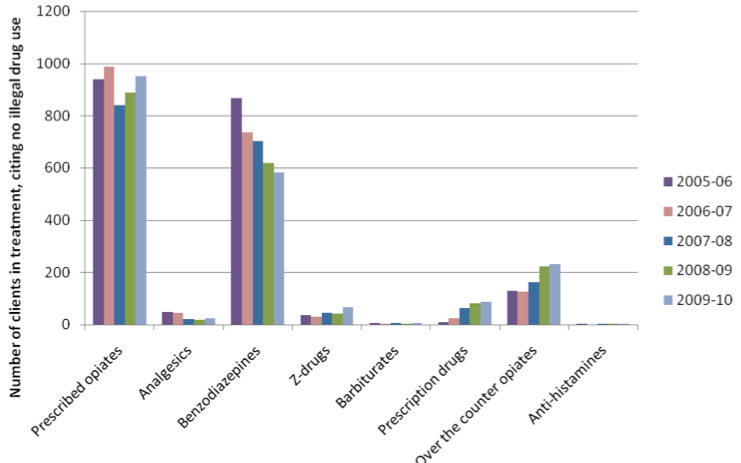 Number of clients in treatment, citing no illegal drug use
1200
1000
800
600
400
200
0
Prescribed opiates
Analgesics
Benzodiazepines
Z-drugs
Barbiturates
Prescription drugs
Over the counter opiates
Anti-histamines
2005-06
2006-07
2007-08
2008-09
2009-10